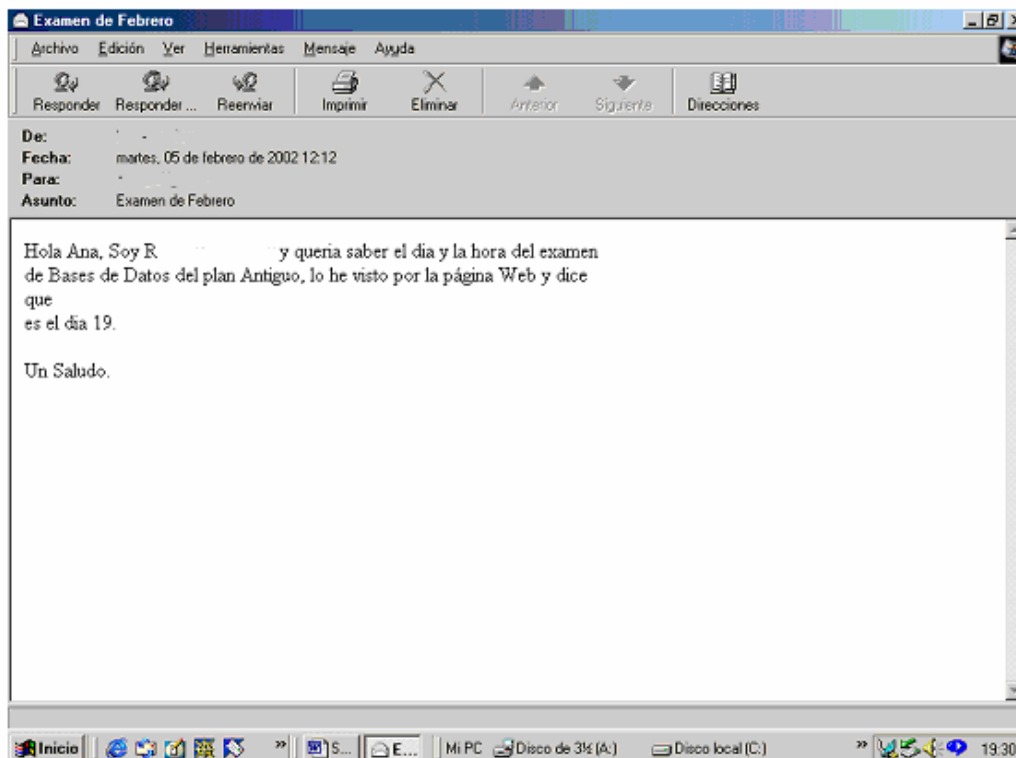 Examen de Febrero
Archivo Edición Ver Herramientas Mensaje Ayuda
Responder Responder ... Reenviar Imprimir Eliminar Anterior Siguiente Direcciones
De:
Fecha: martes, 05 de febrero de 2002 12:12
Para:
Asunto: Examen de Febrero
Hola Ana, Soy R y queria saber el dia y la hora del examen
de Bases de Datos del plan Antiguo, lo he visto por la página Web y dice
que
es el dia 19.
Un Saludo.
Inicio » S... E... Mi PC Disco de 3½ (A:) Disco local (C:) » 19:30